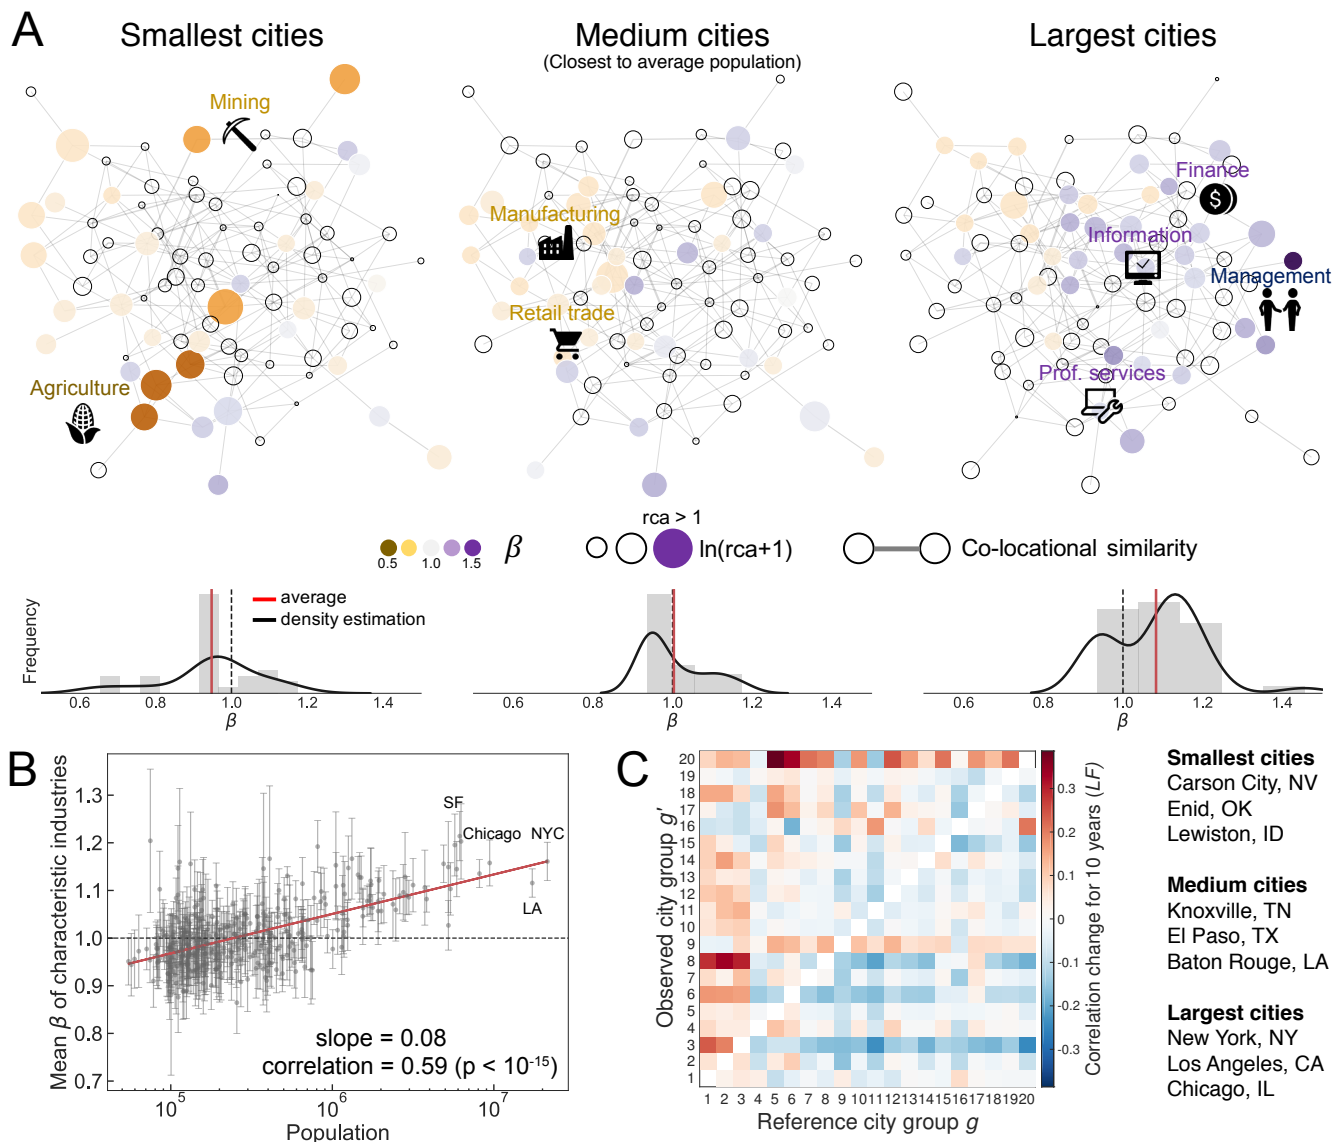 A
Smallest cities
Medium cities
(Closest to average population)
Largest cities
Mining
Agriculture
Manufacturing
Retail trade
Finance
$
Information
Management
Prof. services
rca > 1
0.5 1.0 1.5
β
ln(rca+1)
Co-locational similarity
Frequency
average
density estimation
0.6 0.8 1.0 1.2 1.4
β
0.6 0.8 1.0 1.2 1.4
β
0.6 0.8 1.0 1.2 1.4
β
B
Mean β of characteristic industries
1.3
1.2
1.1
1.0
0.9
0.8
0.7
SF
Chicago
NYC
LA
slope = 0.08
correlation = 0.59 (p < 10-15)
105 106 107
Population
C
Observed city group g'
20
19
18
17
16
15
14
13
12
11
10
9
8
7
6
5
4
3
2
1
1 2 3 4 5 6 7 8 9 10 11 12 13 14 15 16 17 18 19 20
Reference city group g
0.3
0.2
0.1
0
-0.1
-0.2
-0.3
Correlation change for 10 years (LF)
Smallest cities
Carson City, NV
Enid, OK
Lewiston, ID
Medium cities
Knoxville, TN
El Paso, TX
Baton Rouge, LA
Largest cities
New York, NY
Los Angeles, CA
Chicago, IL